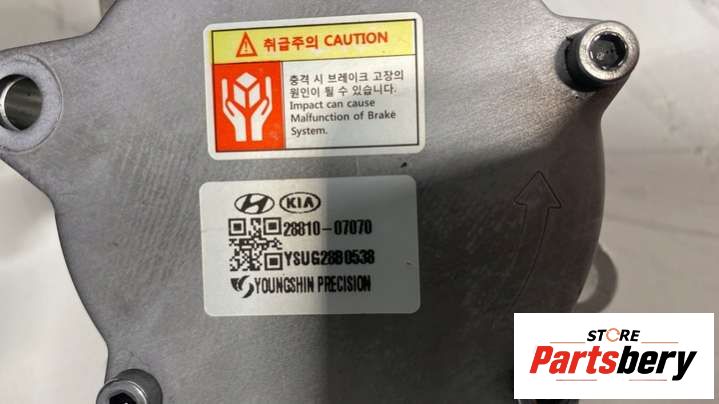 취급주의 CAUTION
충격 시 브레이크 고장의
원인이 될 수 있습니다.
Impact can cause
Malfunction of Brake
System.
KIA
28810-07070
YSUG28B0538
YOUNGSHIN PRECISION
STORE
Partsbery